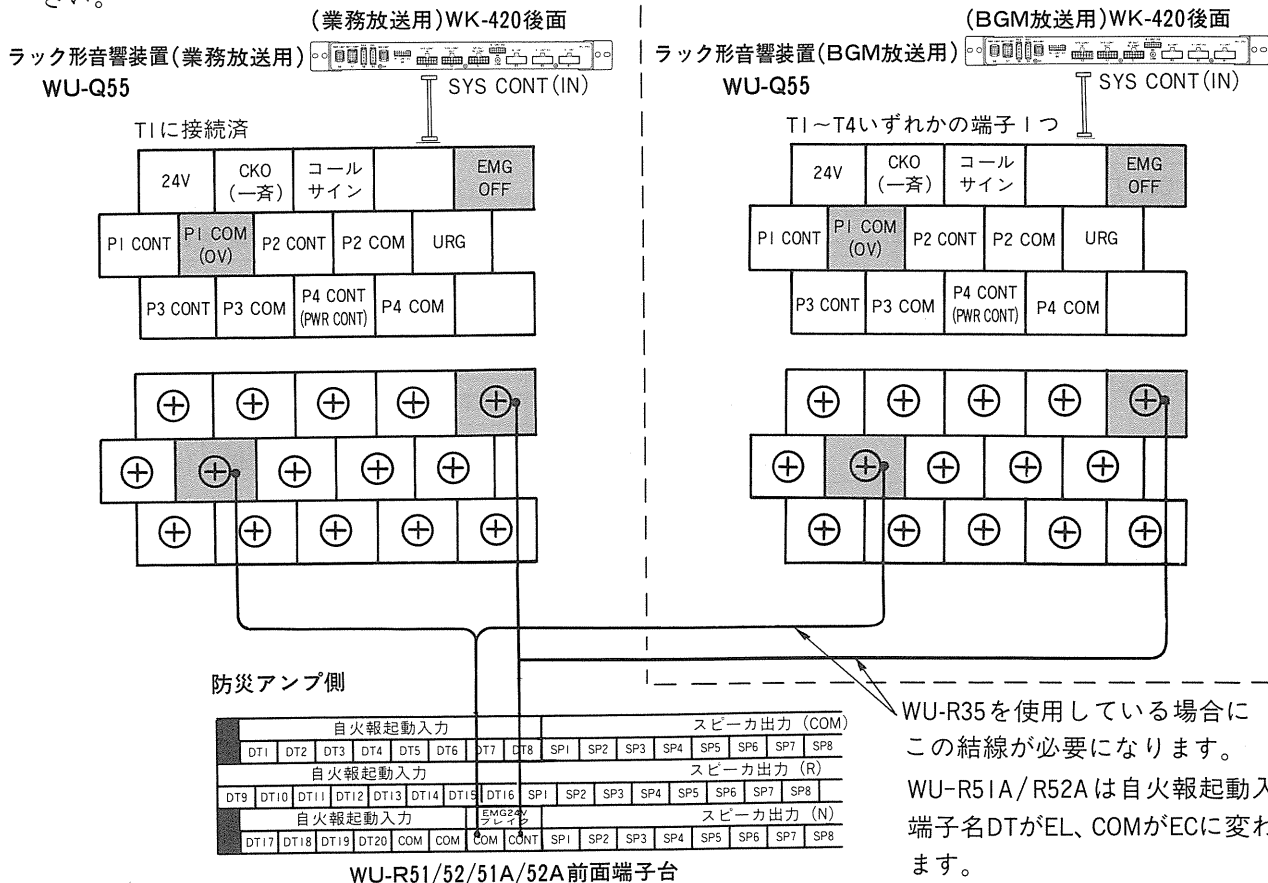 さい。
(業務放送用)WK-420後面
ラック形音響装置(業務放送用)
WU-Q55
SYS CONT(IN)
T1に接続済
24V
CKO
(一斉)
コール
サイン
EMG
OFF
P1 CONT
P1 COM
(0V)
P2 CONT
P2 COM
URG
P3 CONT
P3 COM
P4 CONT
(PWR CONT)
P4 COM
(BGM放送用)WK-420後面
ラック形音響装置(BGM放送用)
WU-Q55
SYS CONT(IN)
T1~T4いずれかの端子1つ
24V
CKO
(一斉)
コール
サイン
EMG
OFF
P1 CONT
P1 COM
(0V)
P2 CONT
P2 COM
URG
P3 CONT
P3 COM
P4 CONT
(PWR CONT)
P4 COM
防災アンプ側
自火報起動入力 スピーカ出力 (COM)
DT1 DT2 DT3 DT4 DT5 DT6 DT7 DT8 SP1 SP2 SP3 SP4 SP5 SP6 SP7 SP8
自火報起動入力 スピーカ出力 (R)
DT9 DT10 DT11 DT12 DT13 DT14 DT15 DT16 SP1 SP2 SP3 SP4 SP5 SP6 SP7 SP8
自火報起動入力 EMG24V ブレイク スピーカ出力 (N)
DT17 DT18 DT19 DT20 COM COM COM CONT SP1 SP2 SP3 SP4 SP5 SP6 SP7 SP8
WU-R51/52/51A/52A前面端子台
WU-R35を使用している場合に
この結線が必要になります。
WU-R51A/R52Aは自火報起動入
端子名DTがEL、COMがECに変わ
ます。